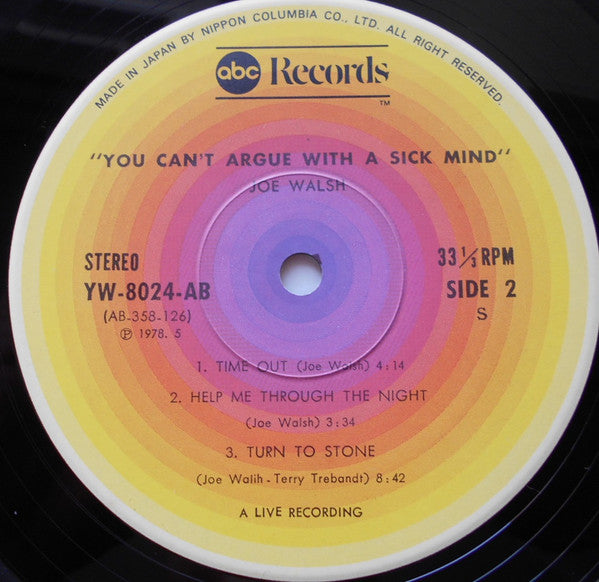 MADE IN JAPAN BY NIPPON COLUMBIA CO., LTD. ALL RIGHT RESERVED.
abc Records
TM
"YOU CAN'T ARGUE WITH A SICK MIND"
JOE WALSH
STEREO
33 1/3 RPM
YW-8024-AB
SIDE 2
(AB-358-126)
S
Ⓟ 1978. 5
1. TIME OUT (Joe Walsh) 4:14
2. HELP ME THROUGH THE NIGHT
(Joe Walsh) 3:34
3. TURN TO STONE
(Joe Walih - Terry Trebandt) 8:42
A LIVE RECORDING